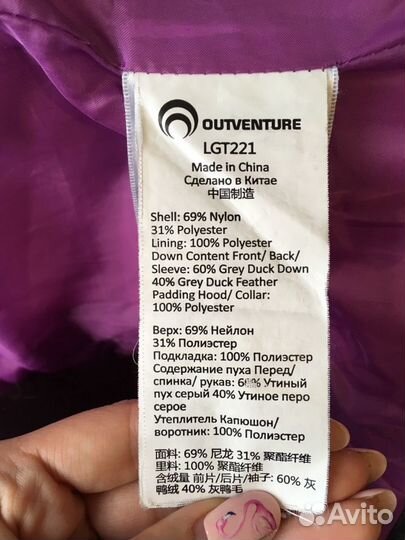 OUTVENTURE
LGT221
Made in China
Сделано в Китае
中国制造
Shell: 69% Nylon
31% Polyester
Lining: 100% Polyester
Down Content Front/ Back/
Sleeve: 60% Grey Duck Down
40% Grey Duck Feather
Padding Hood/ Collar:
100% Polyester
Верх: 69% Нейлон
31% Полиэстер
Подкладка: 100% Полиэстер
Содержание пуха Перед/
спинка/ рукав: 60% Утиный
пух серый 40% Утиное перо
серое
Утеплитель Капюшон/
воротник: 100% Полиэстер
面料: 69% 尼龙 31% 聚酯纤维
里料: 100% 聚酯纤维
含绒量 前片/后片/袖子: 60% 灰
鸭绒 40% 灰鸭毛
Avito